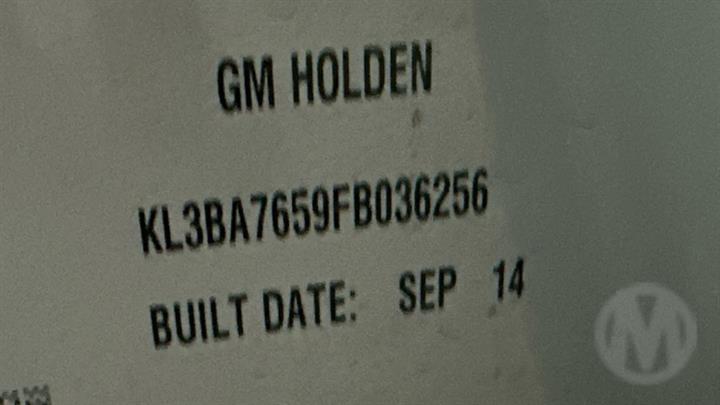 GM HOLDEN
KL3BA7659FB036256
BUILT DATE: SEP 14
M